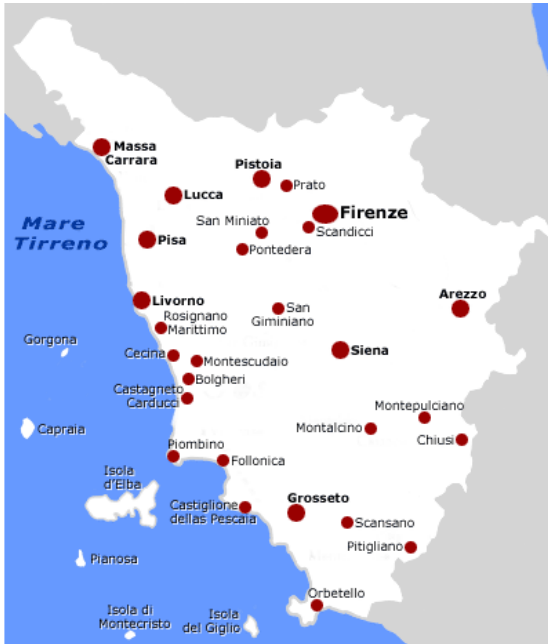 Massa
Carrara
Pistoia
Prato
Lucca
Firenze
San Miniato
Scandicci
Mare
Tirreno
Pisa
Pontedera
Livorno
Arezzo
Rosignano
Marittimo
San
Giminiano
Gorgona
Cecina
Montescudaio
Siena
Bolgheri
Castagneto
Carducci
Montepulciano
Capraia
Montalcino
Chiusi
Piombino
Follonica
Isola
d'Elba
Castiglione
dellas Pescaia
Grosseto
Scansano
Pitigliano
Pianosa
Orbetello
Isola di
Montecristo
Isola
del Giglio